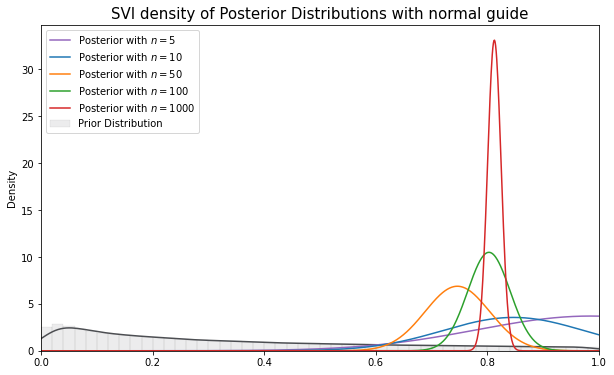 SVI density of Posterior Distributions with normal guide
Posterior with n = 5
Posterior with n = 10
Posterior with n = 50
Posterior with n = 100
Posterior with n = 1000
Prior Distribution
Density
30
25
20
15
10
5
0
0.0 0.2 0.4 0.6 0.8 1.0